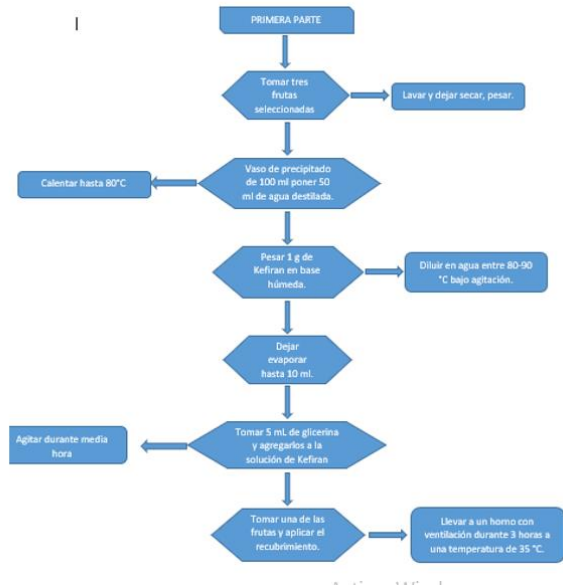 PRIMERA PARTE
Tomar tres
frutas
seleccionadas
Lavar y dejar secar, pesar.
Vaso de precipitado
de 100 ml poner 50
ml de agua destilada.
Calentar hasta 80°C
Pesar 1 g de
Kefiran en base
húmeda.
Diluir en agua entre 80-90
°C bajo agitación.
Dejar
evaporar
hasta 10 ml.
Tomar 5 mL de glicerina
y agregarlos a la
solución de Kefiran
Agitar durante media
hora
Tomar una de las
frutas y aplicar el
recubrimiento.
Llevar a un horno con
ventilación durante 3 horas a
una temperatura de 35 °C.